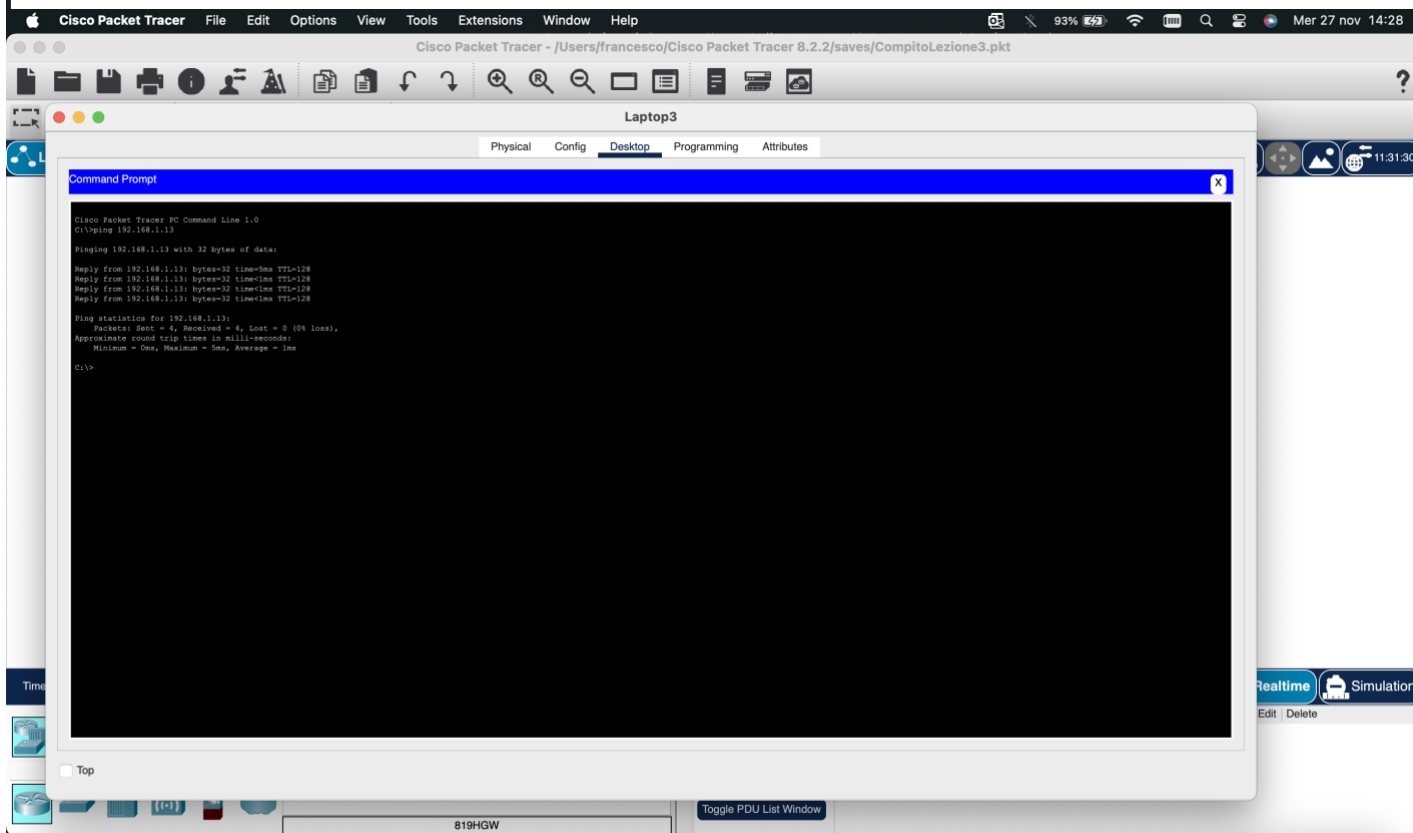 Cisco Packet Tracer File Edit Options View Tools Extensions Window Help 93% Mer 27 nov 14:28
Cisco Packet Tracer - /Users/francesco/Cisco Packet Tracer 8.2.2/saves/CompitoLezione3.pkt
?
Laptop3
Physical Config Desktop Programming Attributes
L
11:31:30
Command Prompt
X
Cisco Packet Tracer PC Command Line 1.0
C:\>ping 192.168.1.13
Pinging 192.168.1.13 with 32 bytes of data:
Reply from 192.168.1.13: bytes=32 time=5ms TTL=128
Reply from 192.168.1.13: bytes=32 time<1ms TTL=128
Reply from 192.168.1.13: bytes=32 time<1ms TTL=128
Reply from 192.168.1.13: bytes=32 time<1ms TTL=128
Ping statistics for 192.168.1.13:
Packets: Sent = 4, Received = 4, Lost = 0 (0% loss),
Approximate round trip times in milli-seconds:
Minimum = 0ms, Maximum = 5ms, Average = 1ms
C:\>
Time
Realtime Simulation
Edit Delete
Top
Toggle PDU List Window
819HGW